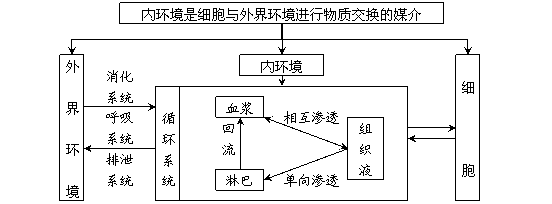 内环境是细胞与外界环境进行物质交换的媒介
外界环境
内环境
细胞
消化
系统
呼吸
系统
排泄
系统
循环系统
血浆
相互渗透
回流
组织液
淋巴
单向渗透